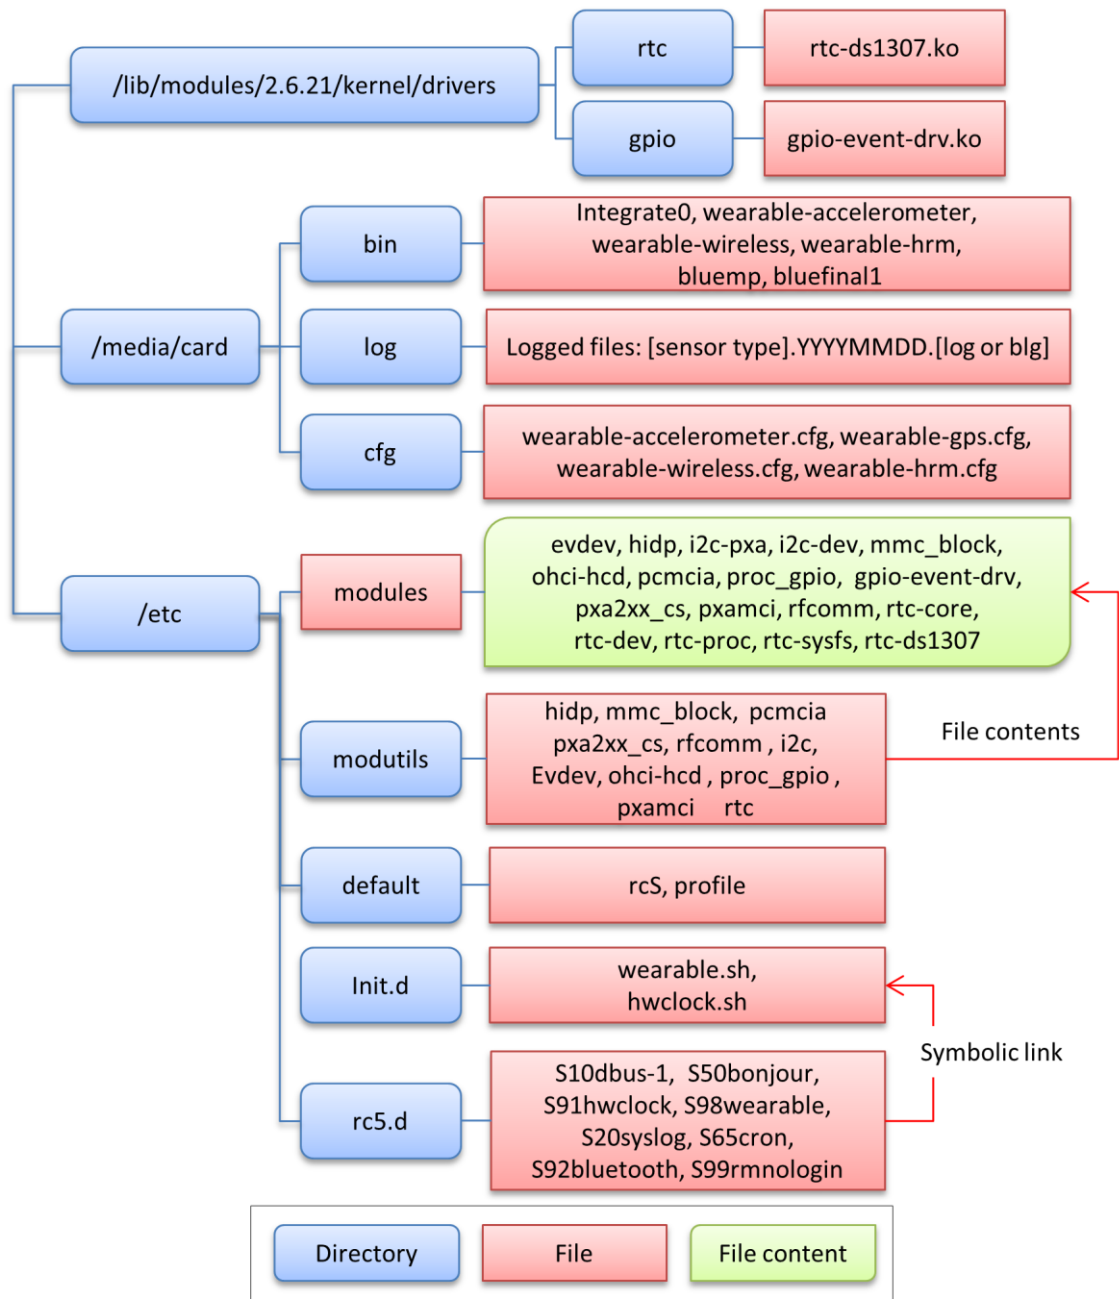 /lib/modules/2.6.21/kernel/drivers
rtc
rtc-ds1307.ko
gpio
gpio-event-drv.ko
/media/card
bin
Integrate0, wearable-accelerometer,
wearable-wireless, wearable-hrm,
bluemp, bluefinal1
log
Logged files: [sensor type].YYYYMMDD.[log or blg]
cfg
wearable-accelerometer.cfg, wearable-gps.cfg,
wearable-wireless.cfg, wearable-hrm.cfg
/etc
modules
evdev, hidp, i2c-pxa, i2c-dev, mmc_block,
ohci-hcd, pcmcia, proc_gpio, gpio-event-drv,
pxa2xx_cs, pxamci, rfcomm, rtc-core,
rtc-dev, rtc-proc, rtc-sysfs, rtc-ds1307
modutils
hidp, mmc_block, pcmcia
pxa2xx_cs, rfcomm , i2c,
Evdev, ohci-hcd , proc_gpio ,
pxamci rtc
File contents
default
rcS, profile
Init.d
wearable.sh,
hwclock.sh
Symbolic link
rc5.d
S10dbus-1, S50bonjour,
S91hwclock, S98wearable,
S20syslog, S65cron,
S92bluetooth, S99rmnologin
Directory
File
File content